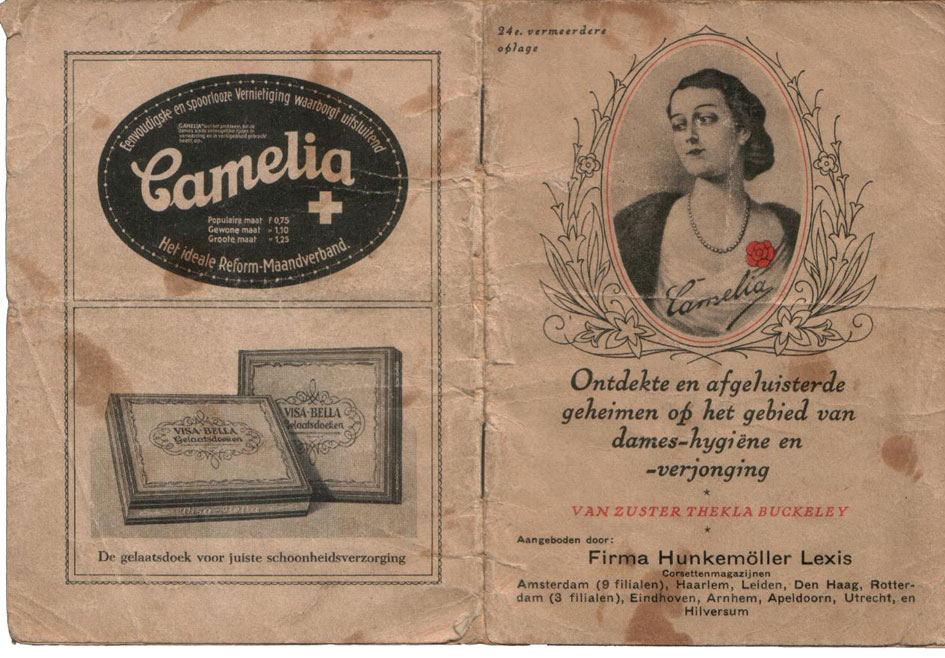 Eenvoudigste en spoorlooze Vernietiging waarborgt uitsluitend
Camelia
Populaire maat f 0,75
Gewone maat - 1,10
Groote maat - 1,25
Het ideale Reform-Maandverband.
VISA-BELLA
Gelaatsdoeken
VISA-BELLA
Gelaatsdoeken
Visa-Bella
De gelaatsdoek voor juiste schoonheidsverzorging
24e. vermeerdere
oplage
Camelia
Ontdekte en afgeluisterde
geheimen op het gebied van
dames-hygiëne en
-verjonging
VAN ZUSTER THEKLA BUCKELEY
Aangeboden door:
Firma Hunkemöller Lexis
Corsettenmagazijnen
Amsterdam (9 filialen), Haarlem, Leiden, Den Haag, Rotter-
dam (3 filialen), Eindhoven, Arnhem, Apeldoorn, Utrecht, en
Hilversum